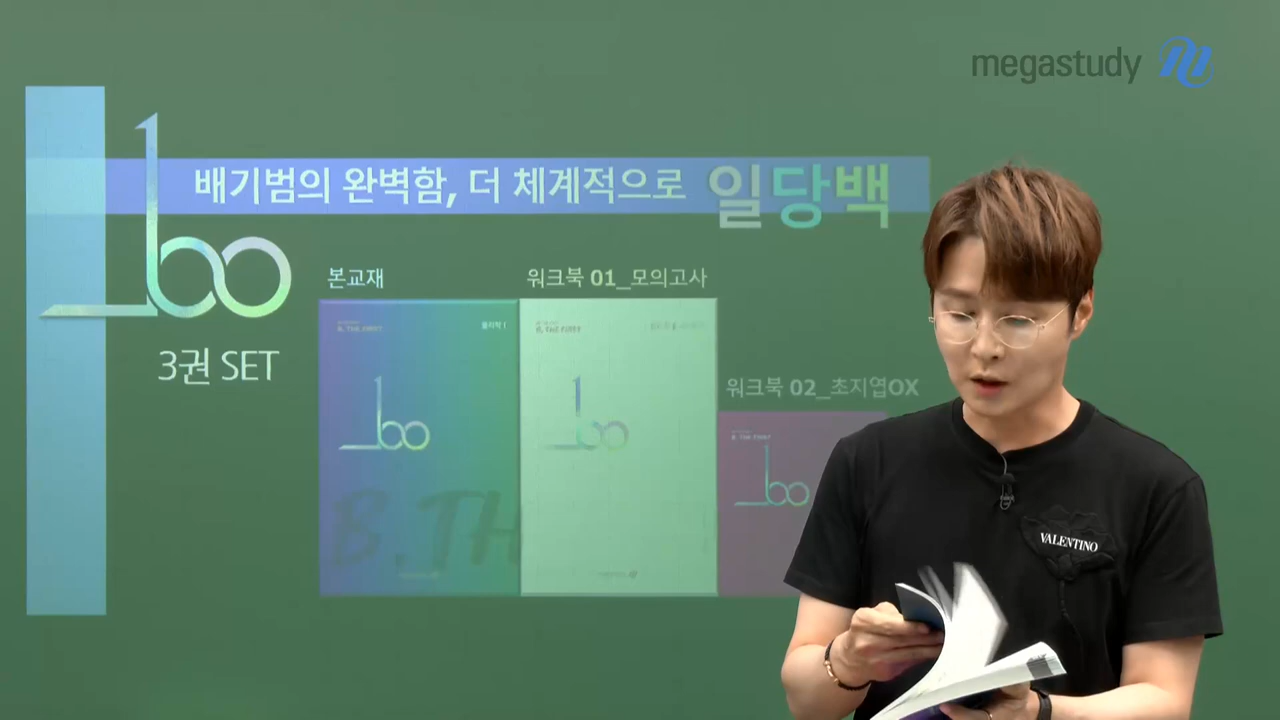 megastudy
배기범의 완벽함, 더 체계적으로 일당백
100
3권 SET
본교재
워크북 01_모의고사
워크북 02_초지엽OX
B. THE FIRST
물리학 I
100
B. TH
B. THE FIRST
100
B. THE FIRST
100
VALENTINO